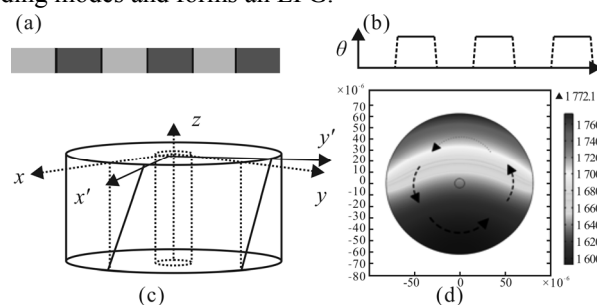 ding modes and forms an LPG.
(a)
(b)
θ
×10⁻⁶
80
70
60
50
40
30
20
10
0
-10
-20
-30
-40
-50
-60
-70
-80
-50 0 50 ×10⁻⁶
▲ 1 772.1
1 760
1 740
1 720
1 700
1 680
1 660
1 640
1 620
1 600
z
y′
x
x′
y
(c)
(d)